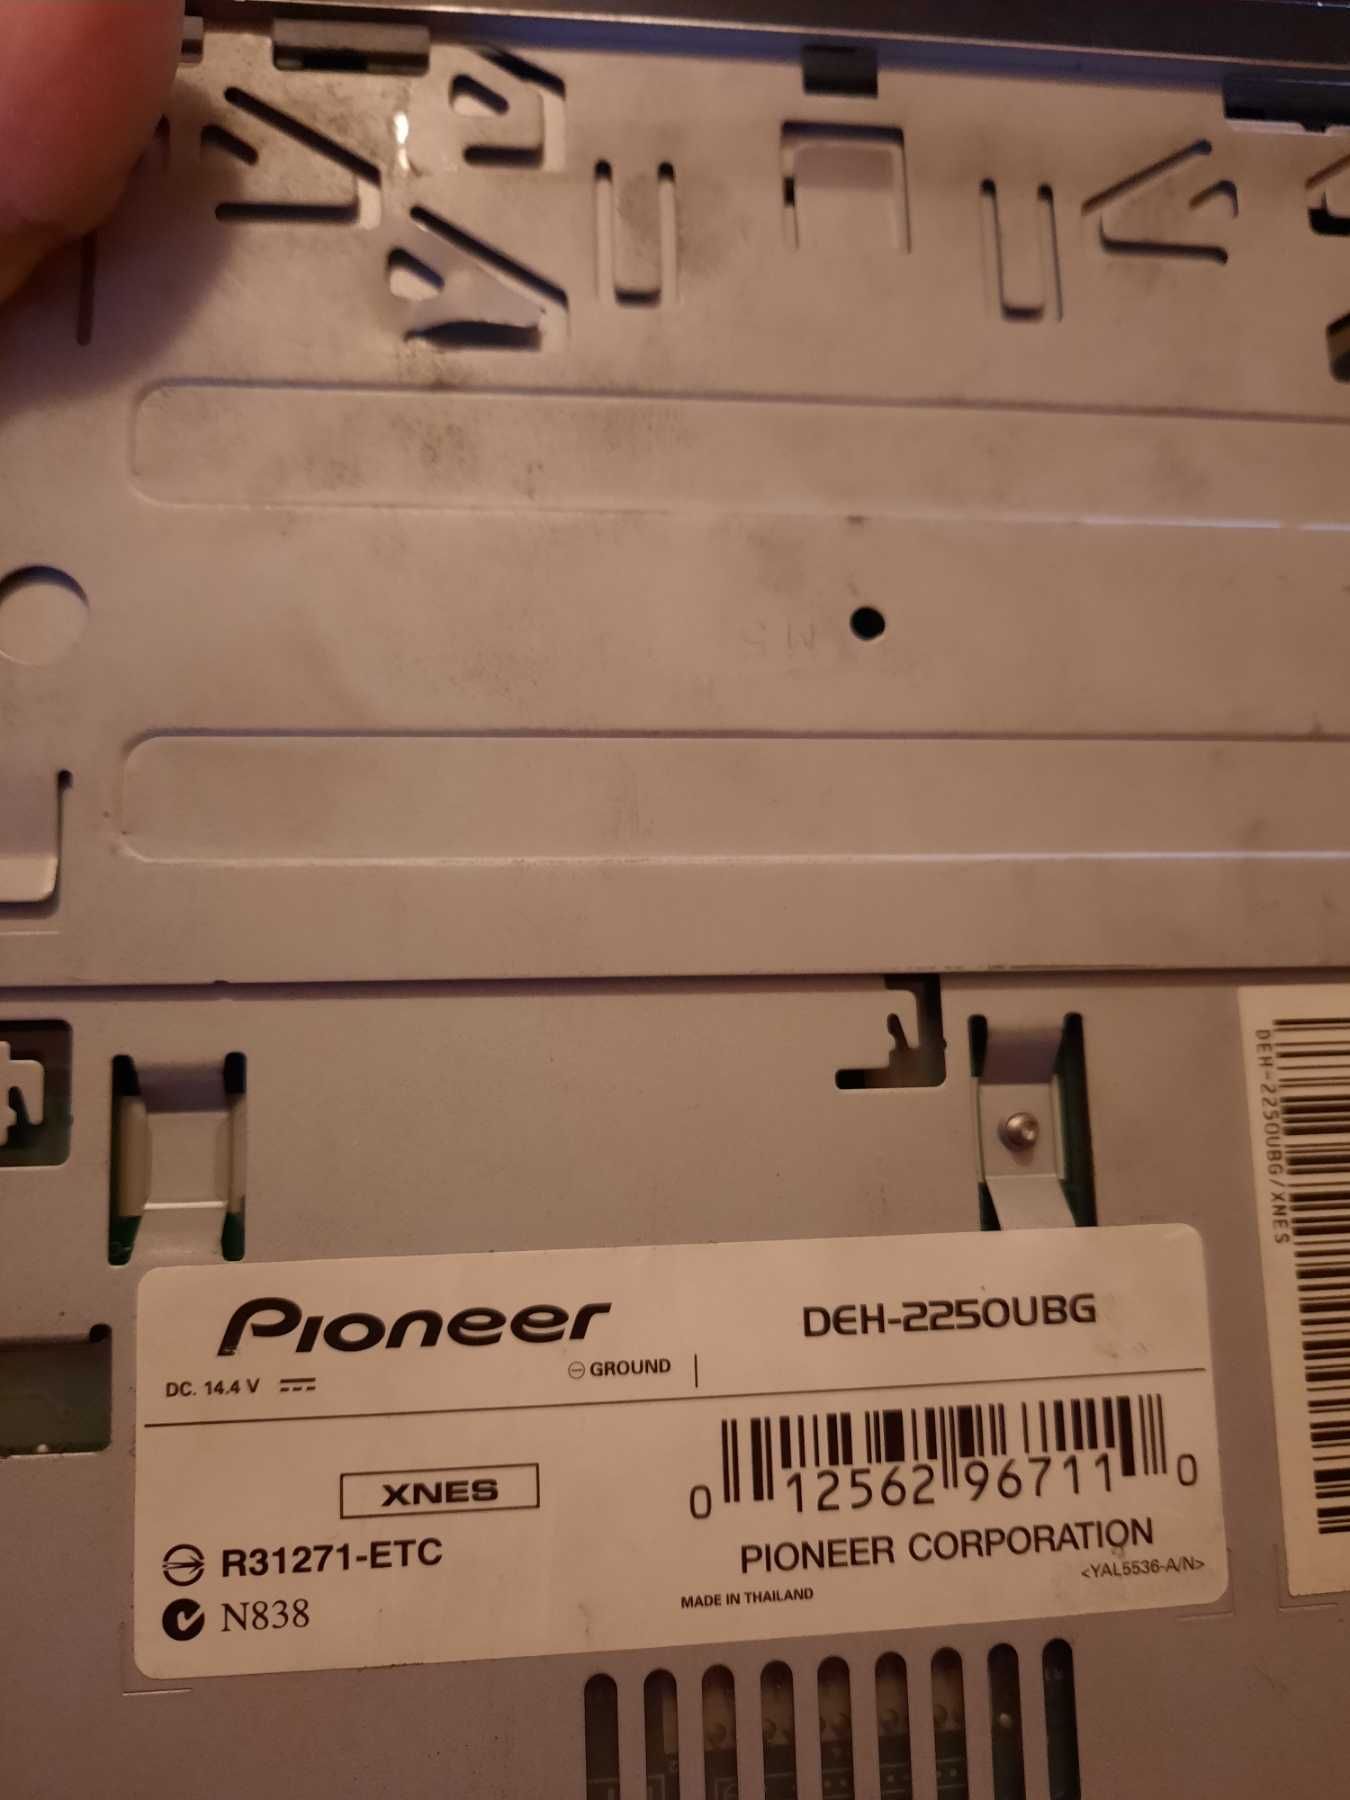 DEH-2250UBG/XNES
Pioneer
DEH-2250UBG
DC. 14.4 V
GROUND
XNES
0 12562 96711 0
R31271-ETC
PIONEER CORPORATION
<YAL5536-A/N>
N838
MADE IN THAILAND